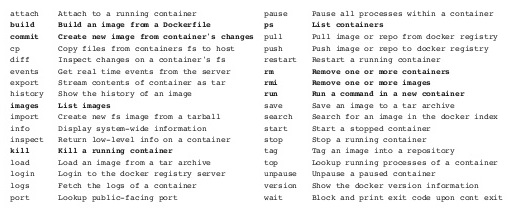 attach Attach to a running container
build Build an image from a Dockerfile
commit Create new image from container's changes
cp Copy files from containers fs to host
diff Inspect changes on a container's fs
events Get real time events from the server
export Stream contents of container as tar
history Show the history of an image
images List images
import Create new fs image from a tarball
info Display system-wide information
inspect Return low-level info on a container
kill Kill a running container
load Load an image from a tar archive
login Login to the docker registry server
logs Fetch the logs of a container
port Lookup public-facing port
pause Pause all processes within a container
ps List containers
pull Pull image or repo from docker registry
push Push image or repo to docker registry
restart Restart a running container
rm Remove one or more containers
rmi Remove one or more images
run Run a command in a new container
save Save an image to a tar archive
search Search for an image in the docker index
start Start a stopped container
stop Stop a running container
tag Tag an image into a repository
top Lookup running processes of a container
unpause Unpause a paused container
version Show the docker version information
wait Block and print exit code upon cont exit